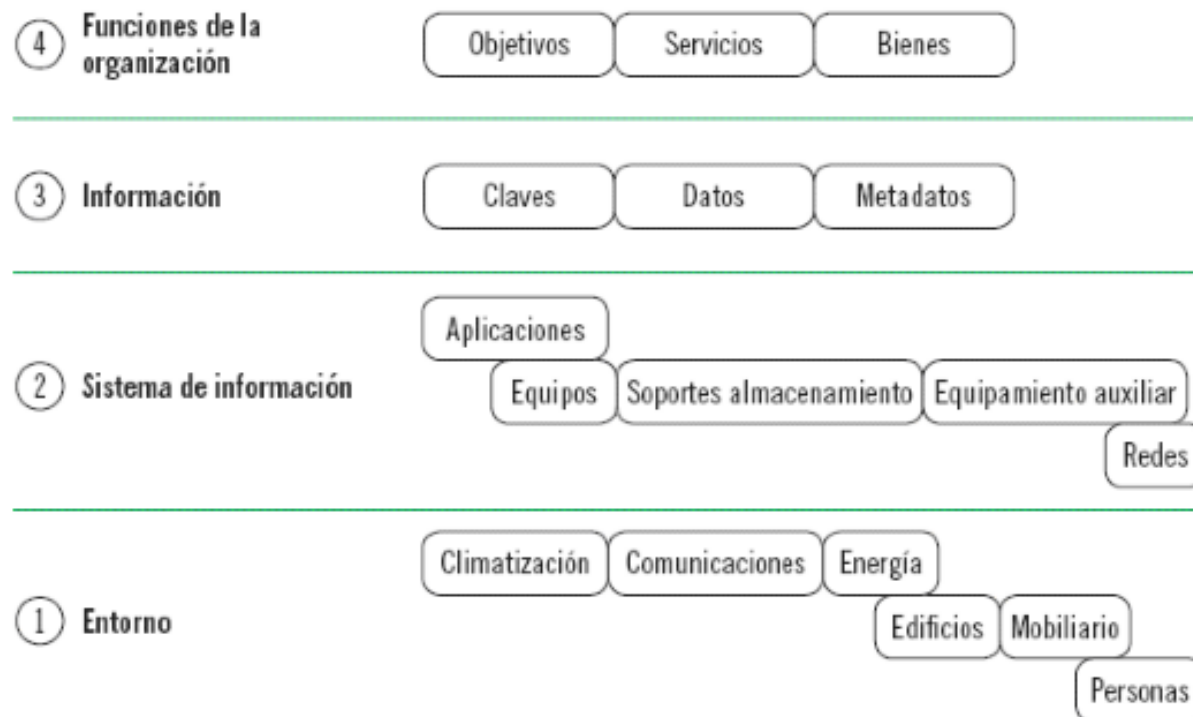 4 Funciones de la organización
Objetivos Servicios Bienes
3 Información
Claves Datos Metadatos
Aplicaciones
2 Sistema de información
Equipos Soportes almacenamiento Equipamiento auxiliar
Redes
Climatización Comunicaciones Energía
1 Entorno
Edificios Mobiliario
Personas